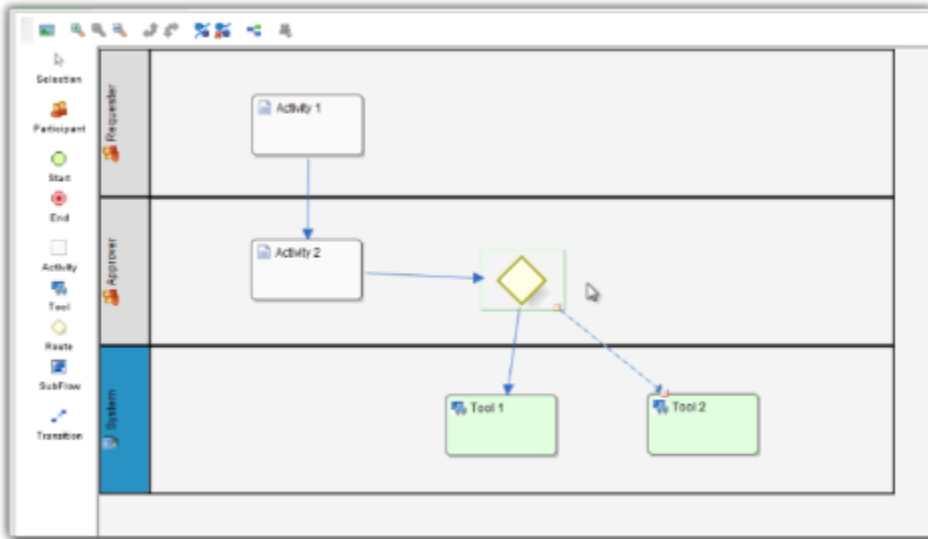 Selection
Participant
Start
End
Activity
Tool
Route
SubFlow
Transition
Requester
Activity 1
Approver
Activity 2
System
Tool 1
Tool 2